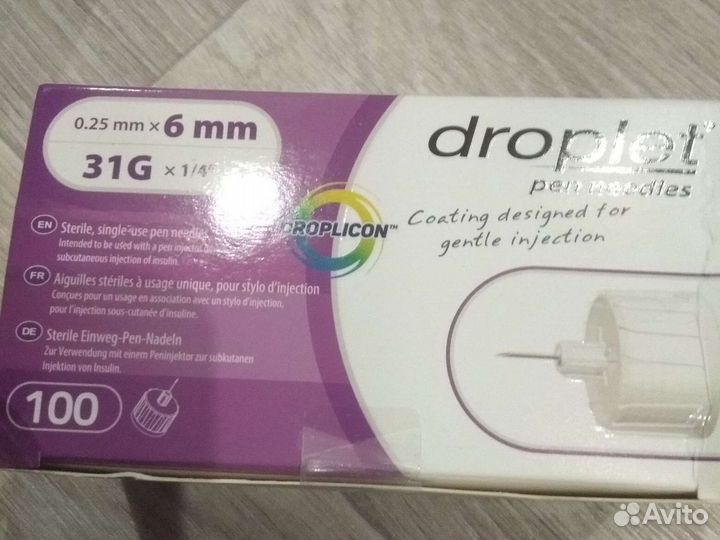 0.25 mm × 6 mm
31G × 1/4"
droplet
pen needles
DROPLICON™
Coating designed for
gentle injection
EN Sterile, single-use pen needles
Intended to be used with a pen injector
subcutaneous injection of insulin.
FR Aiguilles stériles à usage unique, pour stylo d'injection
Conçues pour un usage en association avec un stylo d'injection,
pour l'injection sous-cutanée d'insuline.
DE Sterile Einweg-Pen-Nadeln
Zur Verwendung mit einem Peninjektor zur subkutanen
Injektion von Insulin.
100
Avito